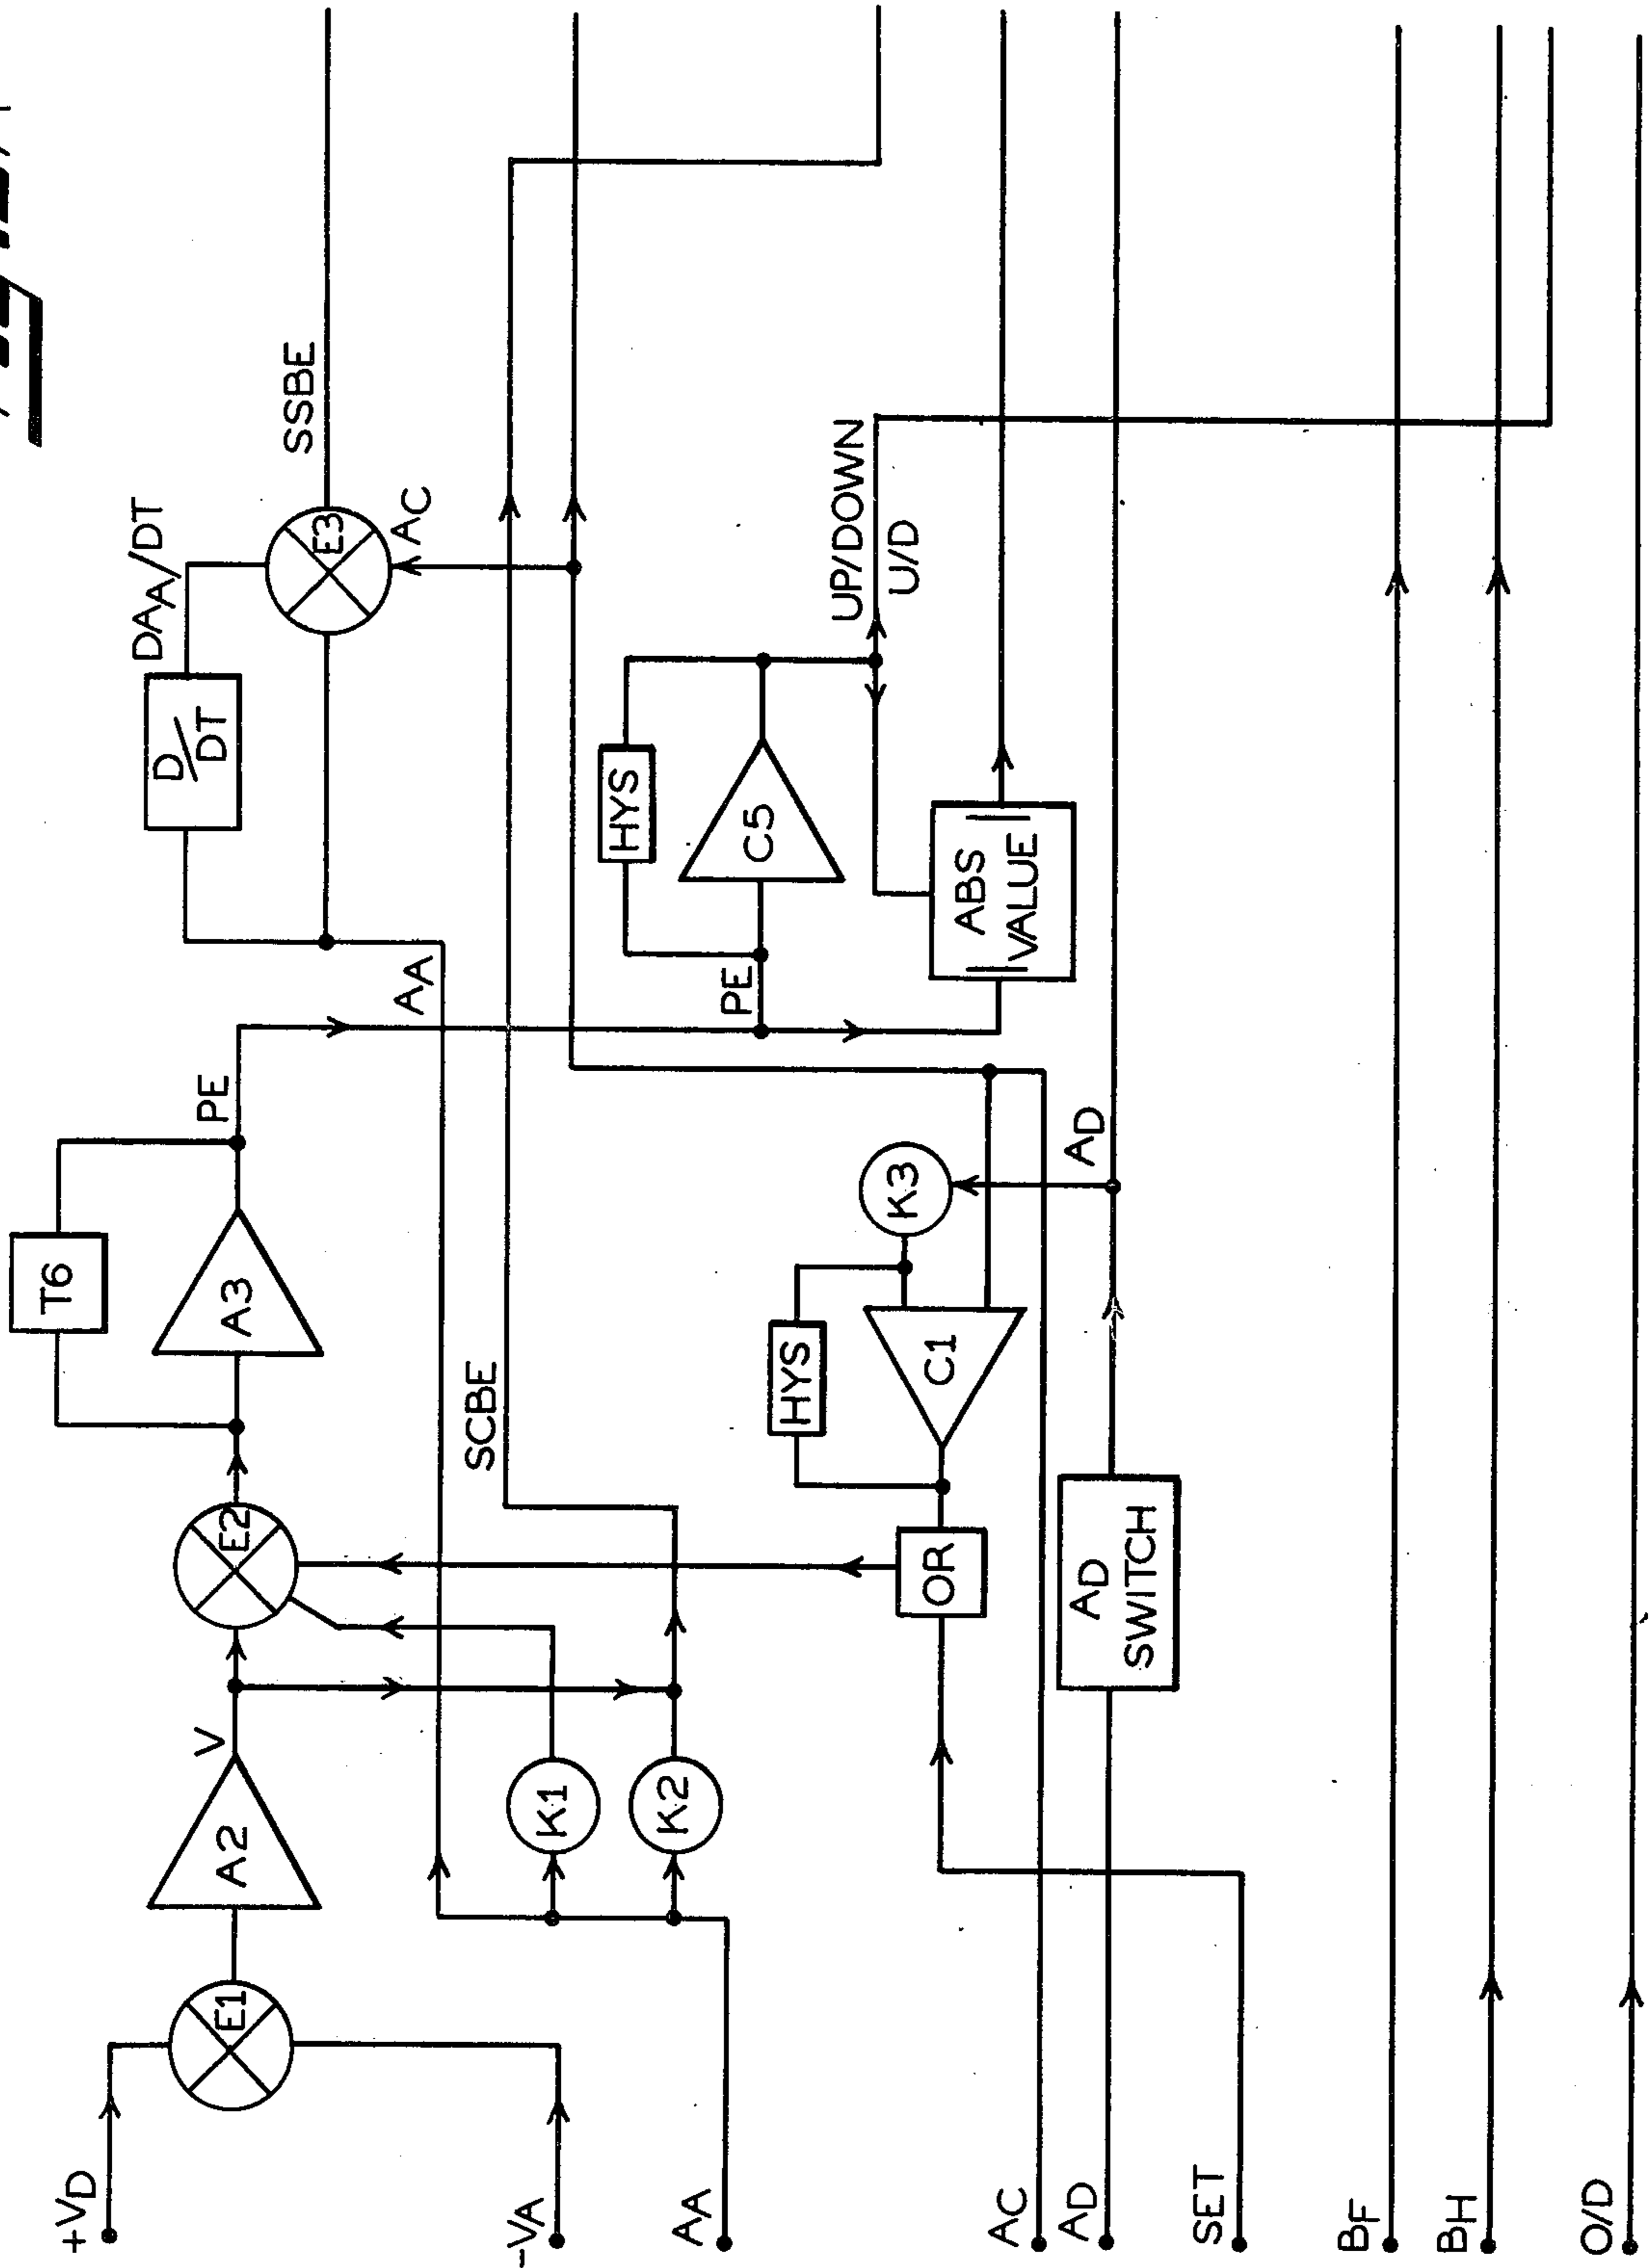 +VD
-VA
AA
AC
AD
SET
BF
BH
O/D
E1
A2
V
K1
K2
E2
T6
A3
PE
SCBE
OR
HYS
C1
K3
AD
SWITCH
AD
AA
PE
HYS
C5
ABS
VALUE
UP/DOWN
U/D
D/DT
DAA/DT
E3
AC
SSBE